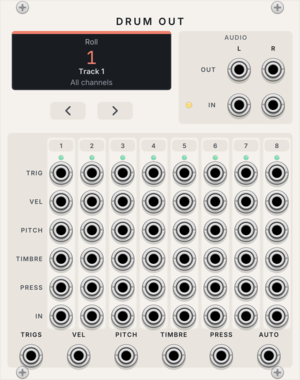 DRUM OUT
Roll
1
Track 1
All channels
AUDIO
L R
OUT
IN
1 2 3 4 5 6 7 8
TRIG
VEL
PITCH
TIMBRE
PRESS
IN
TRIGS VEL PITCH TIMBRE PRESS AUTO